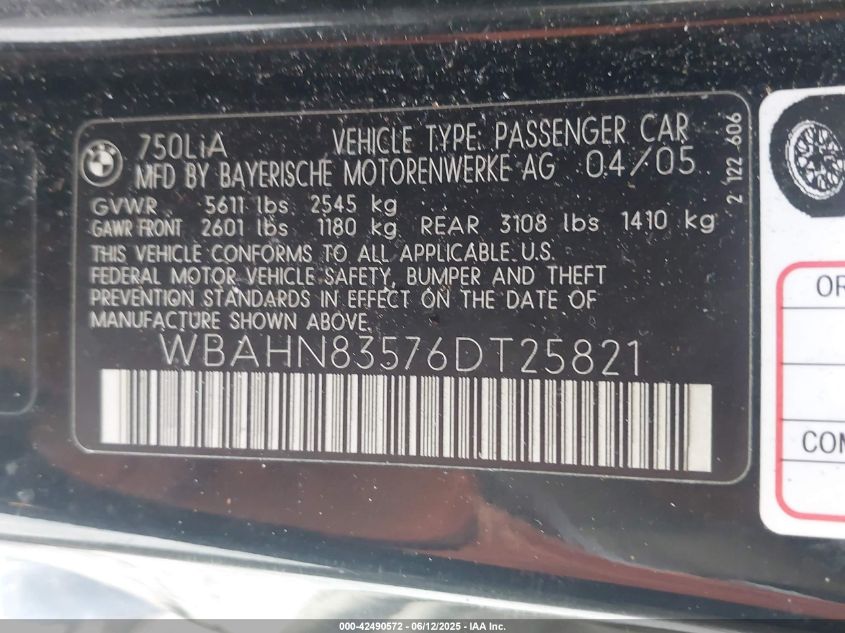 BMW
750LiA VEHICLE TYPE: PASSENGER CAR
MFD BY BAYERISCHE MOTORENWERKE AG 04/05
GVWR 5611 lbs 2545 kg
GAWR FRONT 2601 lbs 1180 kg REAR 3108 lbs 1410 kg
THIS VEHICLE CONFORMS TO ALL APPLICABLE U.S.
FEDERAL MOTOR VEHICLE SAFETY, BUMPER AND THEFT
PREVENTION STANDARDS IN EFFECT ON THE DATE OF
MANUFACTURE SHOWN ABOVE.
WBAHN83576DT25821
2 122 606
OR
COM
000-42490572 - 06/12/2025 - IAA Inc.